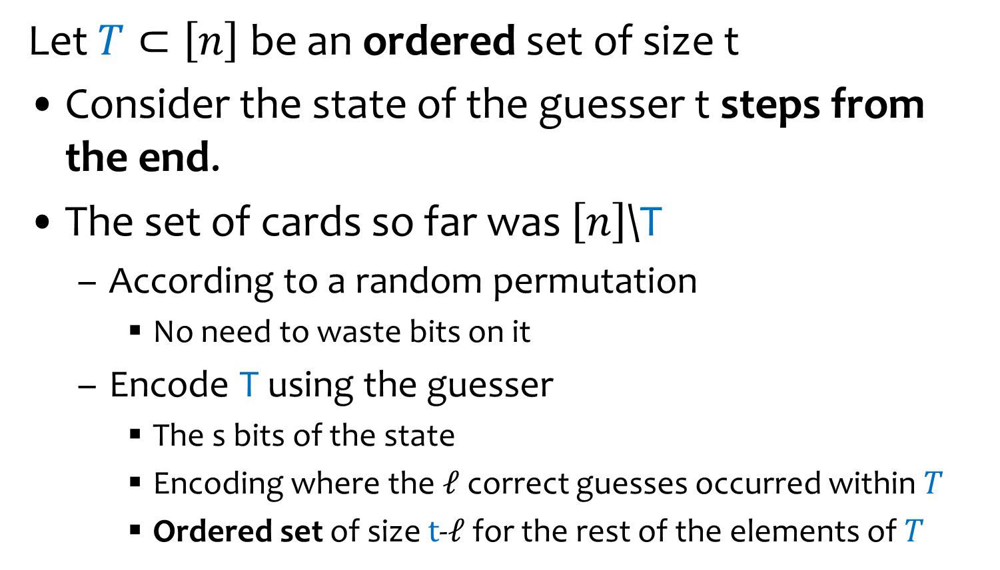 Let T ⊂ [n] be an ordered set of size t
• Consider the state of the guesser t steps from
the end.
• The set of cards so far was [n]\T
– According to a random permutation
▪ No need to waste bits on it
– Encode T using the guesser
▪ The s bits of the state
▪ Encoding where the ℓ correct guesses occurred within T
▪ Ordered set of size t-ℓ for the rest of the elements of T